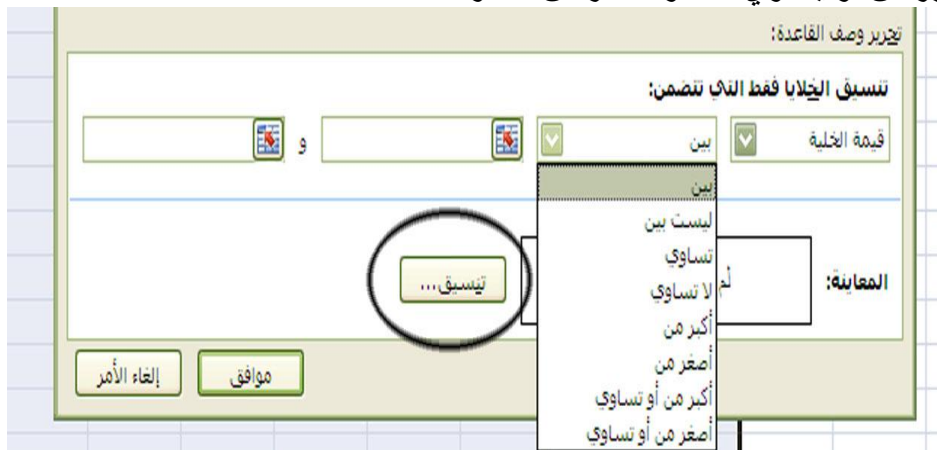 تحرير وصف القاعدة:
تنسيق الخلايا فقط التي تتضمن:
قيمة الخلية
بين
و
بين
ليست بين
تساوي
لا تساوي
أكبر من
أصغر من
أكبر من أو تساوي
أصغر من أو تساوي
المعاينة:
لم
تنسيق...
موافق
إلغاء الأمر